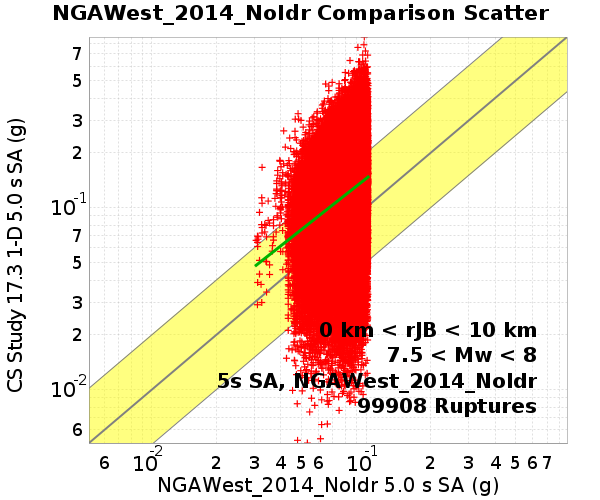 NGAWest_2014_NoIdr Comparison Scatter
CS Study 17.3 1-D 5.0 s SA (g)
7
5
3
2
10-1
7
5
3
2
10-2
6
0 km < rJB < 10 km
7.5 < Mw < 8
5s SA, NGAWest_2014_NoIdr
99908 Ruptures
6 10-2 2 3 4 5 6 10-1 2 3 4 5 6 7
NGAWest_2014_NoIdr 5.0 s SA (g)